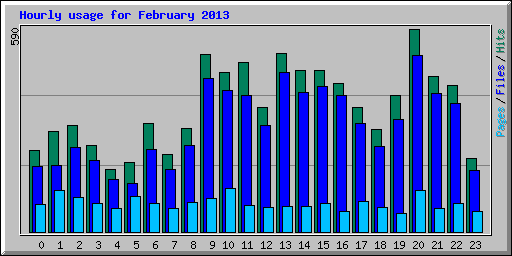 Hourly usage for February 2013
590
Pages / Files / Hits
0 1 2 3 4 5 6 7 8 9 10 11 12 13 14 15 16 17 18 19 20 21 22 23